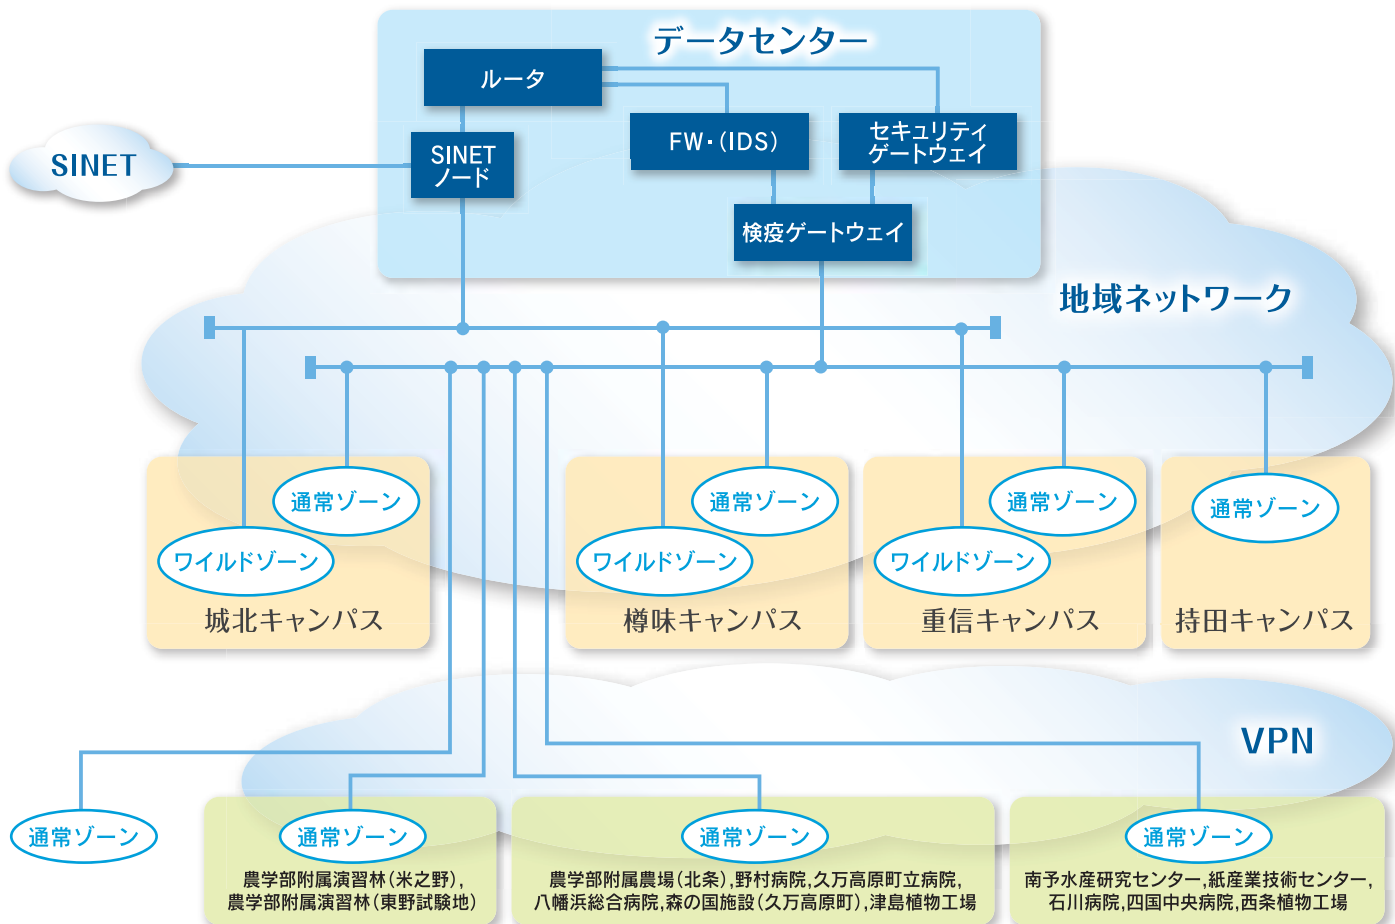 データセンター
ルータ
FW・(IDS)
セキュリティ
ゲートウェイ
SINET
SINET
ノード
検疫ゲートウェイ
地域ネットワーク
通常ゾーン
ワイルドゾーン
城北キャンパス
通常ゾーン
ワイルドゾーン
樽味キャンパス
通常ゾーン
ワイルドゾーン
重信キャンパス
通常ゾーン
持田キャンパス
VPN
通常ゾーン
通常ゾーン
農学部附属演習林(米之野),
農学部附属演習林(東野試験地)
通常ゾーン
農学部附属農場(北条),野村病院,久万高原町立病院,
八幡浜総合病院,森の国施設(久万高原町),津島植物工場
通常ゾーン
南予水産研究センター,紙産業技術センター,
石川病院,四国中央病院,西条植物工場